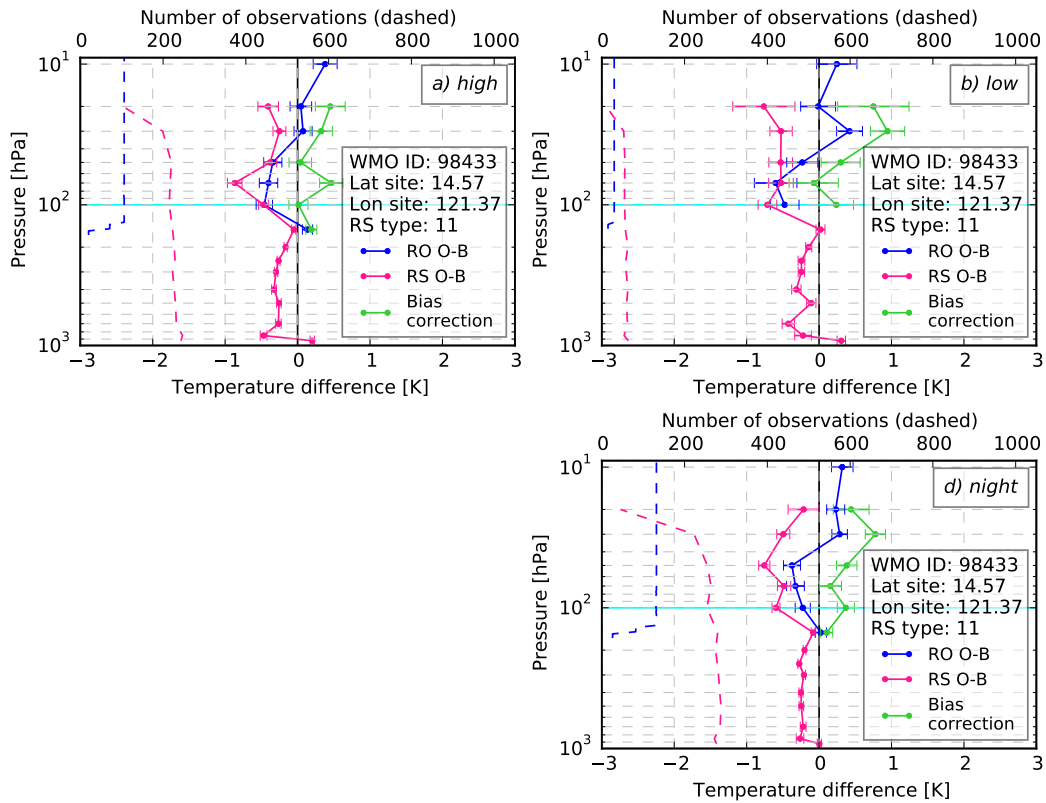 Number of observations (dashed)
0 200 400 600 800 1000
10¹
10²
10³
Pressure [hPa]
a) high
WMO ID: 98433
Lat site: 14.57
Lon site: 121.37
RS type: 11
RO O-B
RS O-B
Bias
correction
−3 −2 −1 0 1 2 3
Temperature difference [K]
Number of observations (dashed)
0 200 400 600 800 1000
10¹
10²
10³
Pressure [hPa]
b) low
WMO ID: 98433
Lat site: 14.57
Lon site: 121.37
RS type: 11
RO O-B
RS O-B
Bias
correction
−3 −2 −1 0 1 2 3
Temperature difference [K]
Number of observations (dashed)
0 200 400 600 800 1000
10¹
10²
10³
Pressure [hPa]
d) night
WMO ID: 98433
Lat site: 14.57
Lon site: 121.37
RS type: 11
RO O-B
RS O-B
Bias
correction
−3 −2 −1 0 1 2 3
Temperature difference [K]